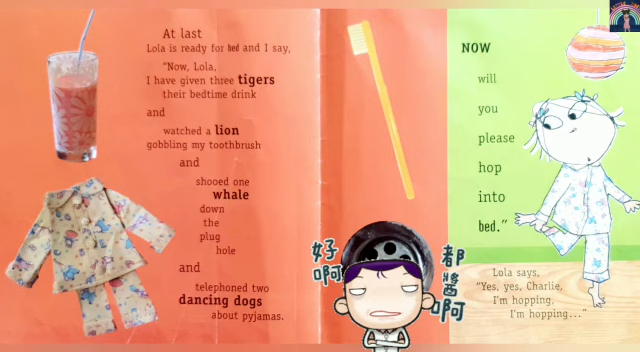 At last
Lola is ready for bed and I say,
"Now, Lola,
I have given three tigers
their bedtime drink
and
watched a lion
gobbling my toothbrush
and
shooed one
whale
down
the
plug
hole
and
telephoned two
dancing dogs
about pyjamas.
NOW
will
you
please
hop
into
bed."
Lola says,
"Yes, yes, Charlie,
I'm hopping.
I'm hopping..."
好啊
都醬啊